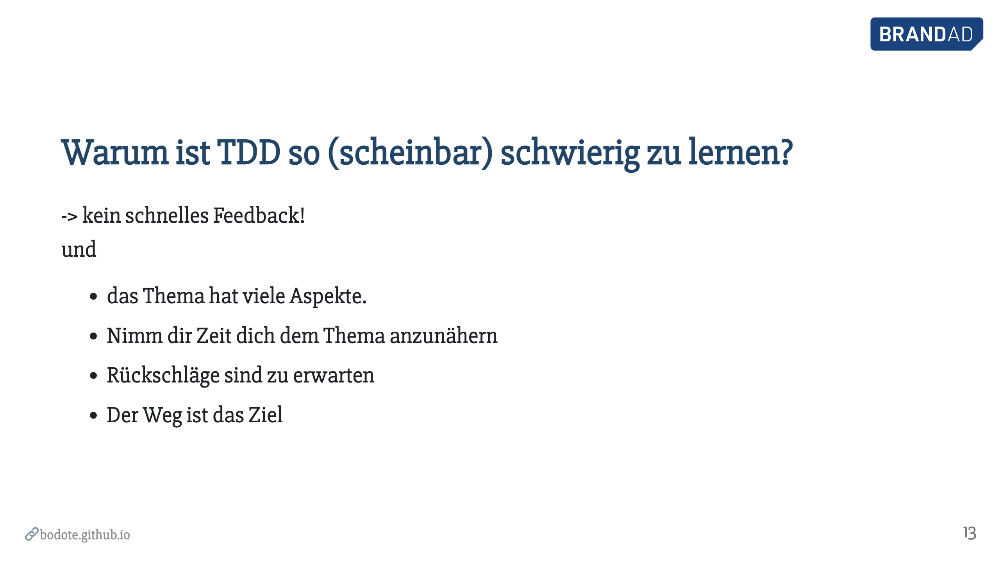 BRANDAD
Warum ist TDD so (scheinbar) schwierig zu lernen?
-> kein schnelles Feedback!
und
• das Thema hat viele Aspekte.
• Nimm dir Zeit dich dem Thema anzunähern
• Rückschläge sind zu erwarten
• Der Weg ist das Ziel
🔗bodote.github.io
13